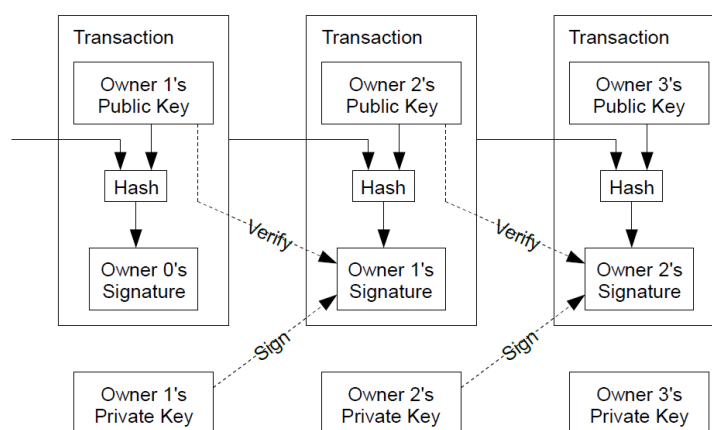 Transaction
Transaction
Transaction
Owner 1's
Public Key
Owner 2's
Public Key
Owner 3's
Public Key
Hash
Hash
Hash
Verify
Verify
Owner 0's
Signature
Owner 1's
Signature
Owner 2's
Signature
Sign
Sign
Owner 1's
Private Key
Owner 2's
Private Key
Owner 3's
Private Key